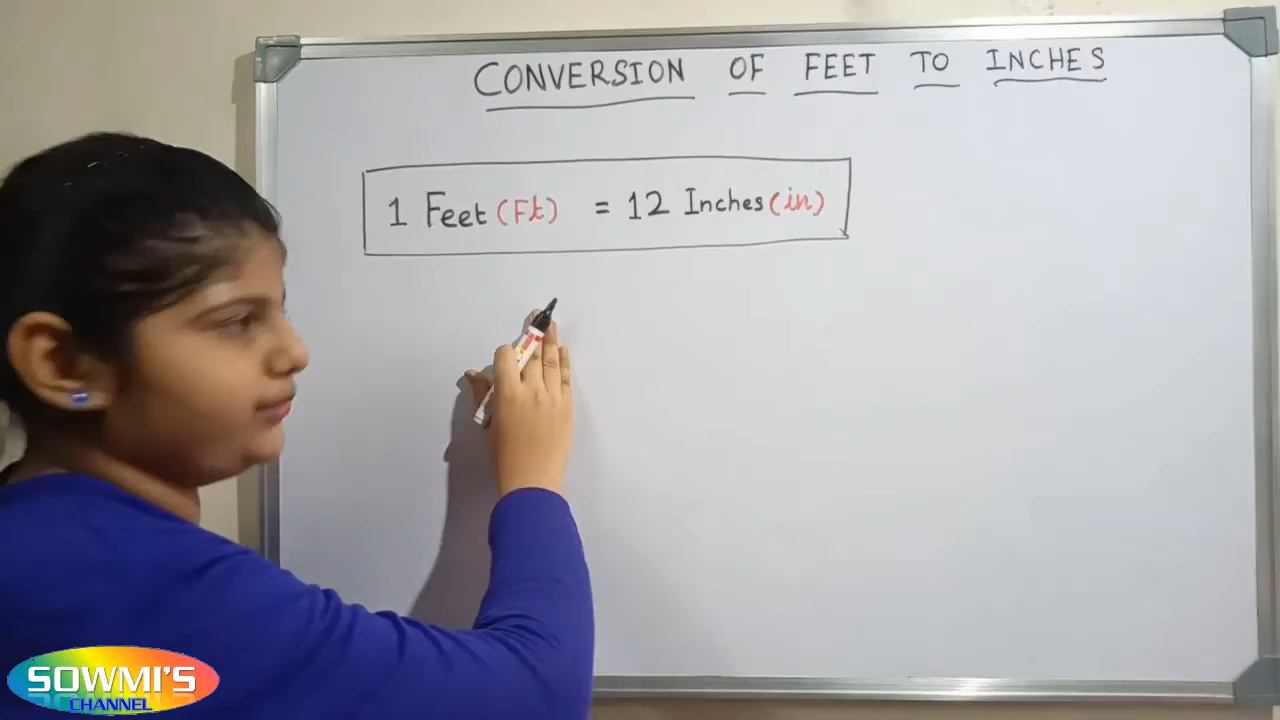 CONVERSION OF FEET TO INCHES
1 Feet (Ft) = 12 Inches (in)
SOWMI'S
CHANNEL